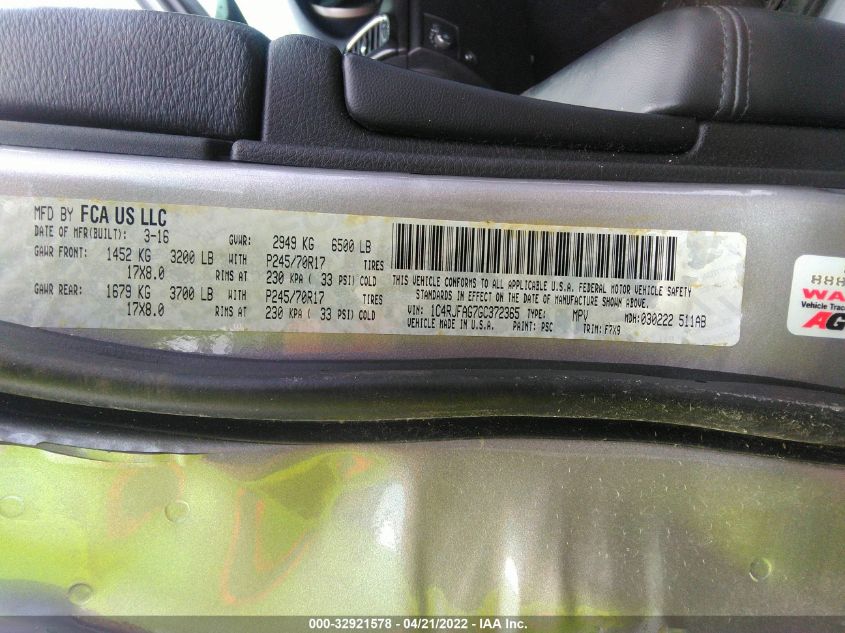 MFD BY FCA US LLC
DATE OF MFR(BUILT): 3-16 GVWR: 2949 KG 6500 LB
GAWR FRONT: 1452 KG 3200 LB WITH P245/70R17 TIRES
17X8.0 RIMS AT 230 KPA ( 33 PSI) COLD
GAWR REAR: 1679 KG 3700 LB WITH P245/70R17 TIRES
17X8.0 RIMS AT 230 KPA ( 33 PSI) COLD
THIS VEHICLE CONFORMS TO ALL APPLICABLE U.S.A. FEDERAL MOTOR VEHICLE SAFETY
STANDARDS IN EFFECT ON THE DATE OF MANUFACTURE SHOWN ABOVE.
VIN: 1C4RJFAG7GC372365 TYPE: MPV MDH: 030222 511AB
VEHICLE MADE IN U.S.A. PAINT: PSC TRIM: F7X9
Vehicle Trac
000-32921578 - 04/21/2022 - IAA Inc.